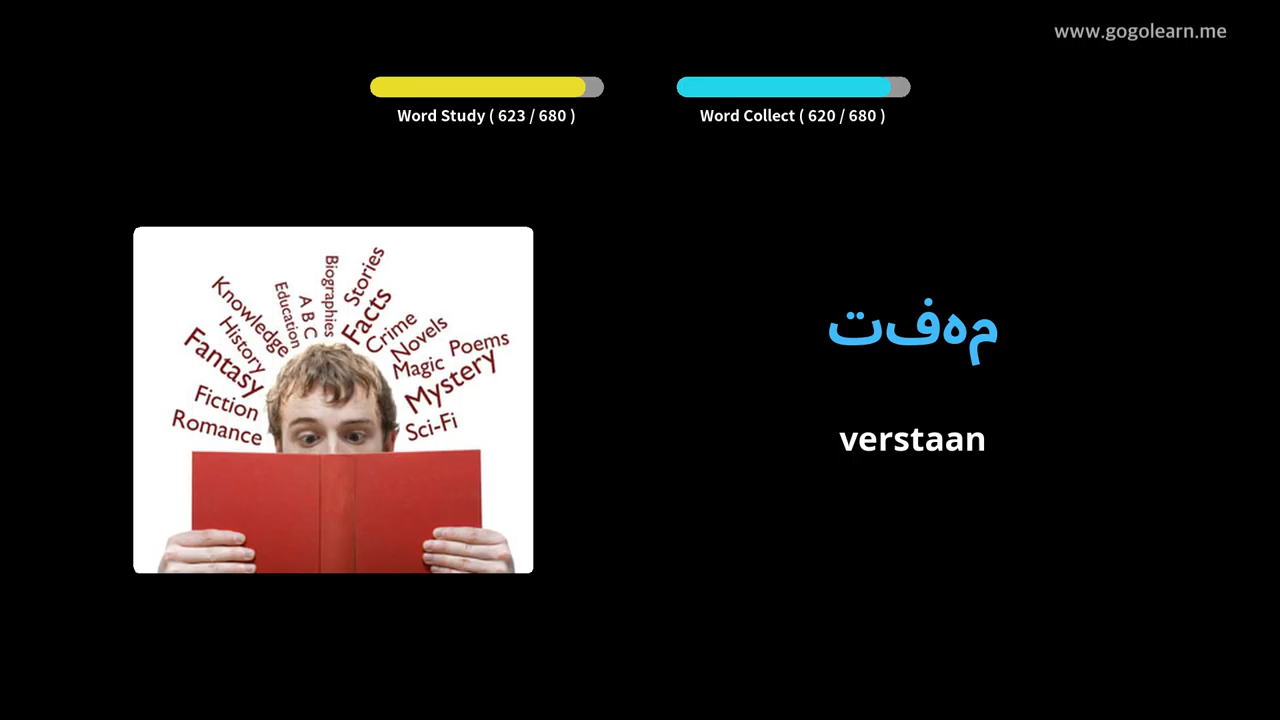 www.gogolearn.me
Word Study ( 623 / 680 )
Word Collect ( 620 / 680 )
Biographies
Stories
Education
A B C
Facts
Knowledge
Crime
History
Novels
Poems
Fantasy
Magic
Mystery
Fiction
Romance
Sci-Fi
م‌ه‌ف‌ت
verstaan